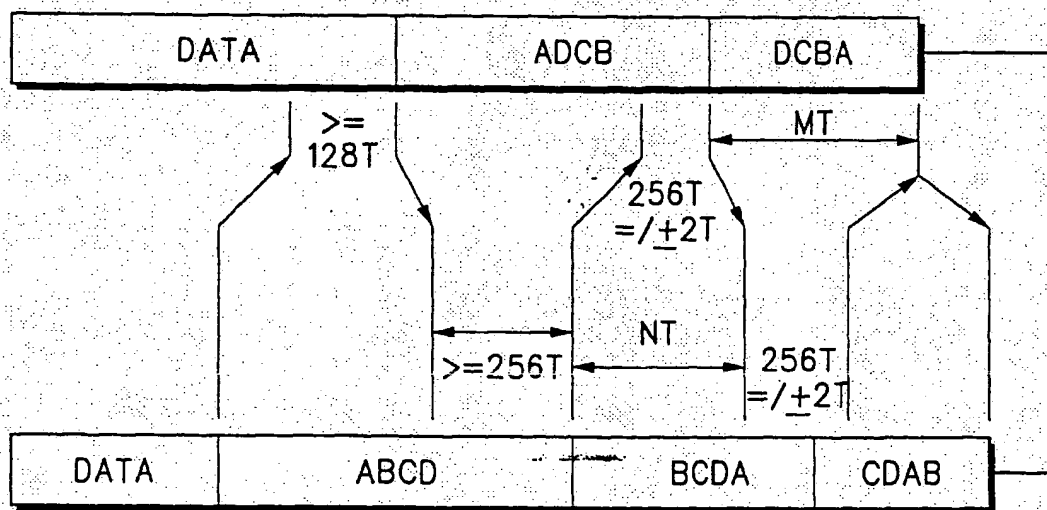 DATA ADCB DCBA
>=
128T
MT
256T
=/±2T
>=256T
NT
256T
=/±2T
DATA ABCD BCDA CDAB